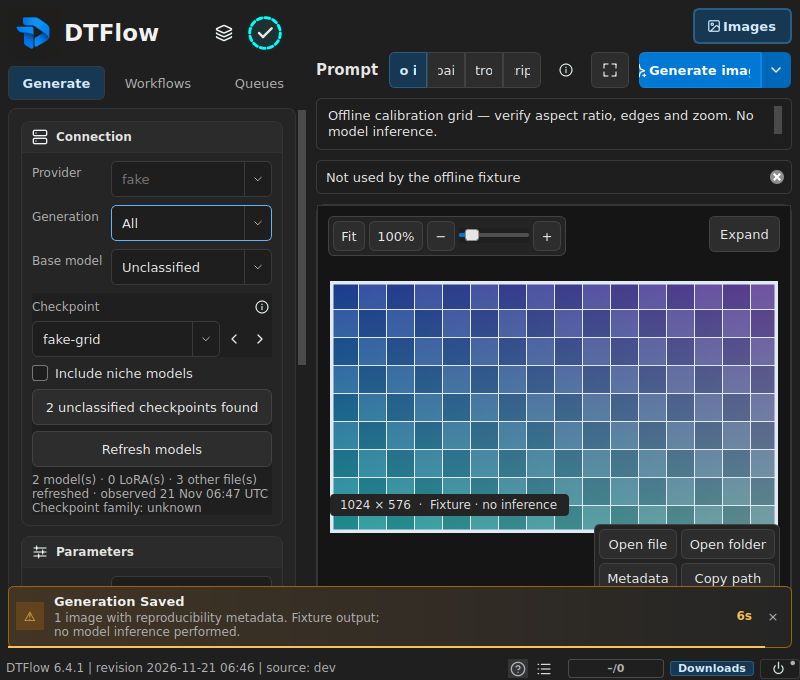 DTFlow
Images
Generate
Workflows
Queues
Prompt
o i
pai
tro
rip
Generate imag
Connection
Provider
fake
Generation
All
Base model
Unclassified
Checkpoint
fake-grid
Include niche models
2 unclassified checkpoints found
Refresh models
2 model(s) · 0 LoRA(s) · 3 other file(s)
refreshed · observed 21 Nov 06:47 UTC
Checkpoint family: unknown
Parameters
Offline calibration grid — verify aspect ratio, edges and zoom. No
model inference.
Not used by the offline fixture
Fit
100%
−
+
Expand
1024 × 576 · Fixture · no inference
Open file
Open folder
Metadata
Copy path
Generation Saved
1 image with reproducibility metadata. Fixture output;
no model inference performed.
6s
DTFlow 6.4.1 | revision 2026-11-21 06:46 | source: dev
–/0
Downloads